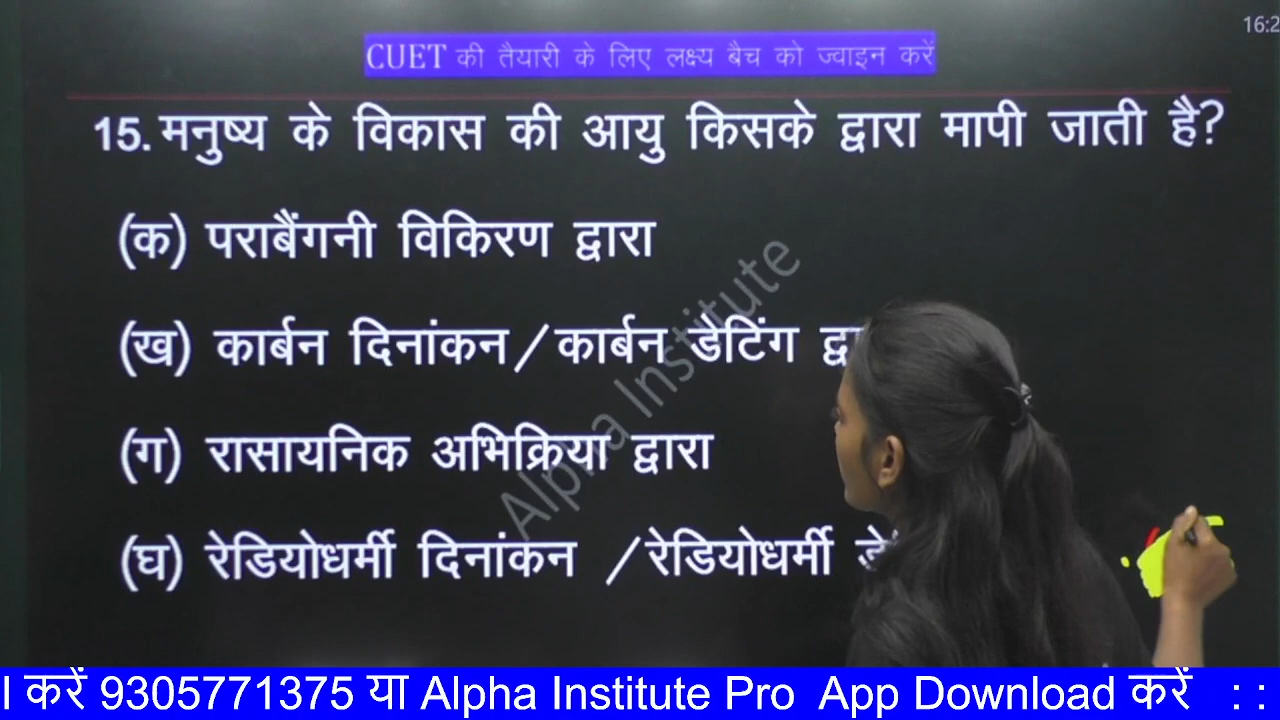 16:2
CUET की तैयारी के लिए लक्ष्य बैच को ज्वाइन करें
15. मनुष्य के विकास की आयु किसके द्वारा मापी जाती है?
(क) पराबैंगनी विकिरण द्वारा
(ख) कार्बन दिनांकन/कार्बन डेटिंग
(ग) रासायनिक अभिक्रिया द्वारा
(घ) रेडियोधर्मी दिनांकन /रेडियोधर्मी
Alpha Institute
करें 9305771375 या Alpha Institute Pro App Download करें : :